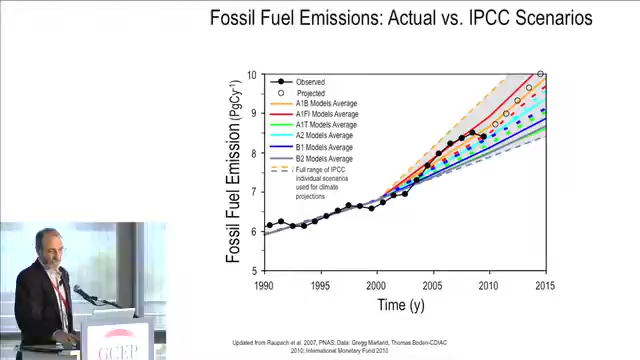 Fossil Fuel Emissions: Actual vs. IPCC Scenarios
Fossil Fuel Emission (PgCy⁻¹)
10
9
8
7
6
5
Observed
Projected
A1B Models Average
A1FI Models Average
A1T Models Average
A2 Models Average
B1 Models Average
B2 Models Average
Full range of IPCC
individual scenarios
used for climate
projections
1990
1995
2000
2005
2010
2015
Time (y)
Updated from Raupach et al. 2007, PNAS; Data: Gregg Marland, Thomas Boden-CDIAC
2010; International Monetary Fund 2010
GCEP